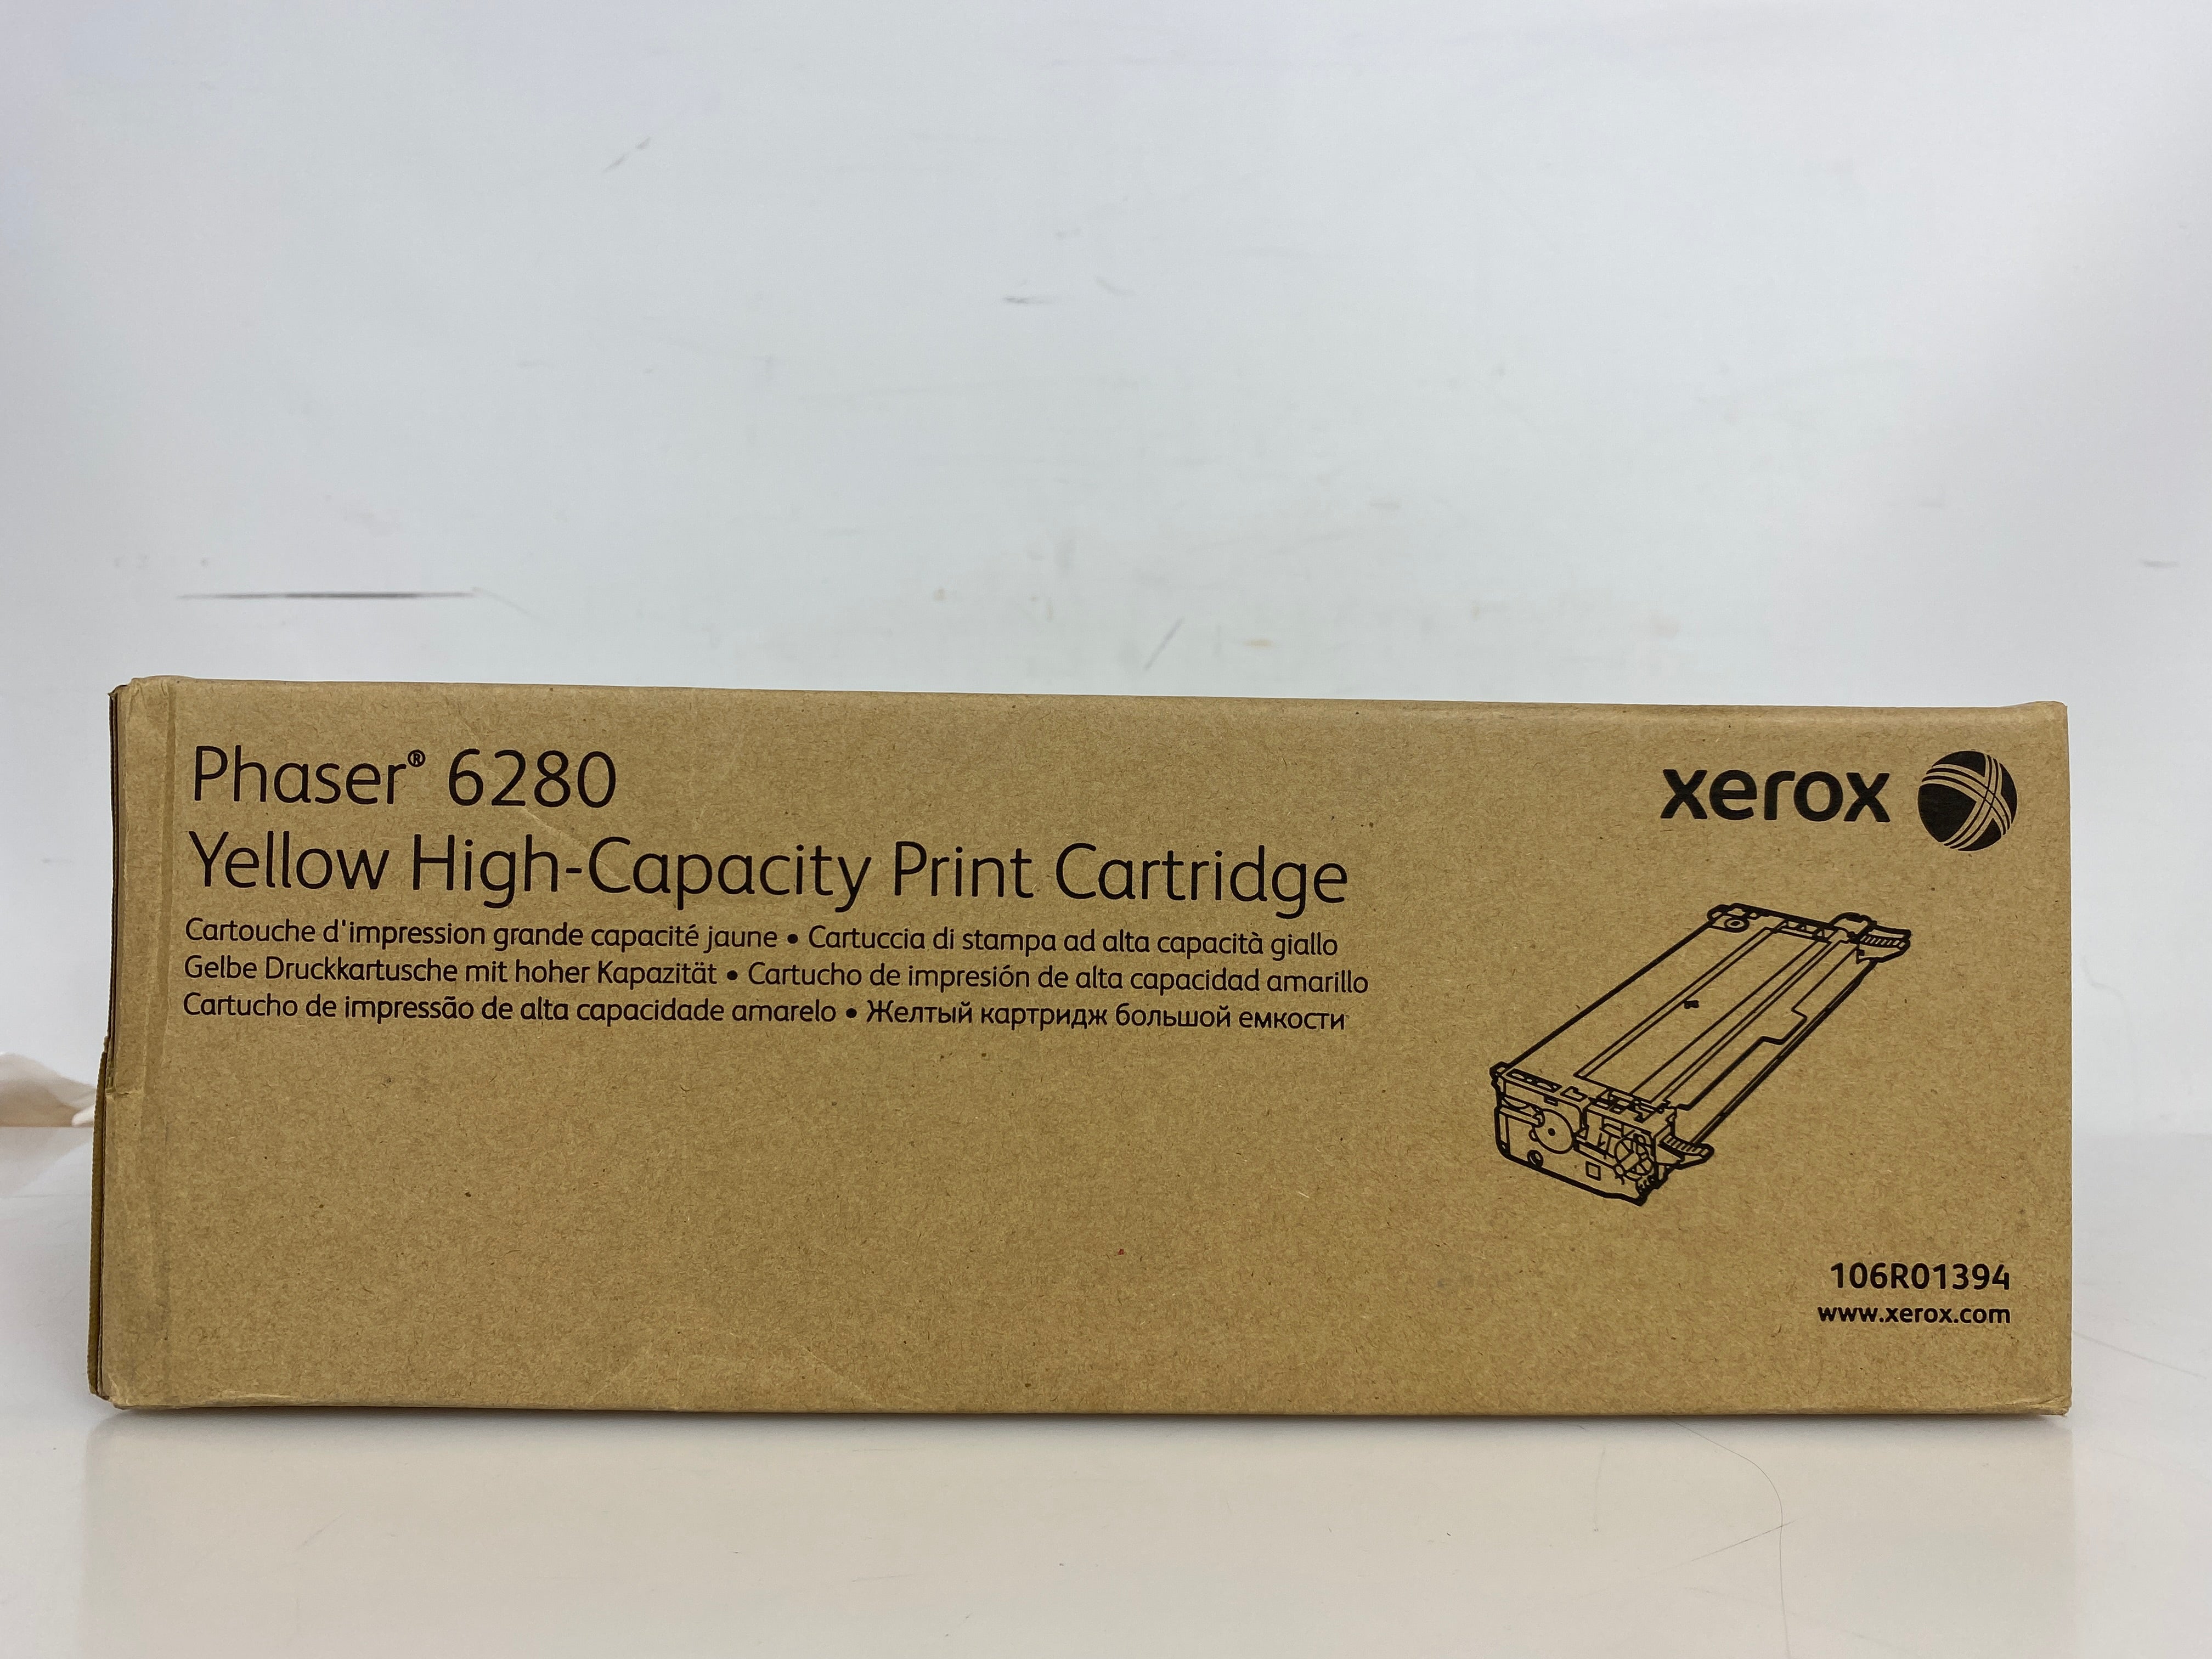 Phaser® 6280
xerox
Yellow High-Capacity Print Cartridge
Cartouche d'impression grande capacité jaune • Cartuccia di stampa ad alta capacità giallo
Gelbe Druckkartusche mit hoher Kapazität • Cartucho de impresión de alta capacidad amarillo
Cartucho de impressão de alta capacidade amarelo • Желтый картридж большой емкости
106R01394
www.xerox.com